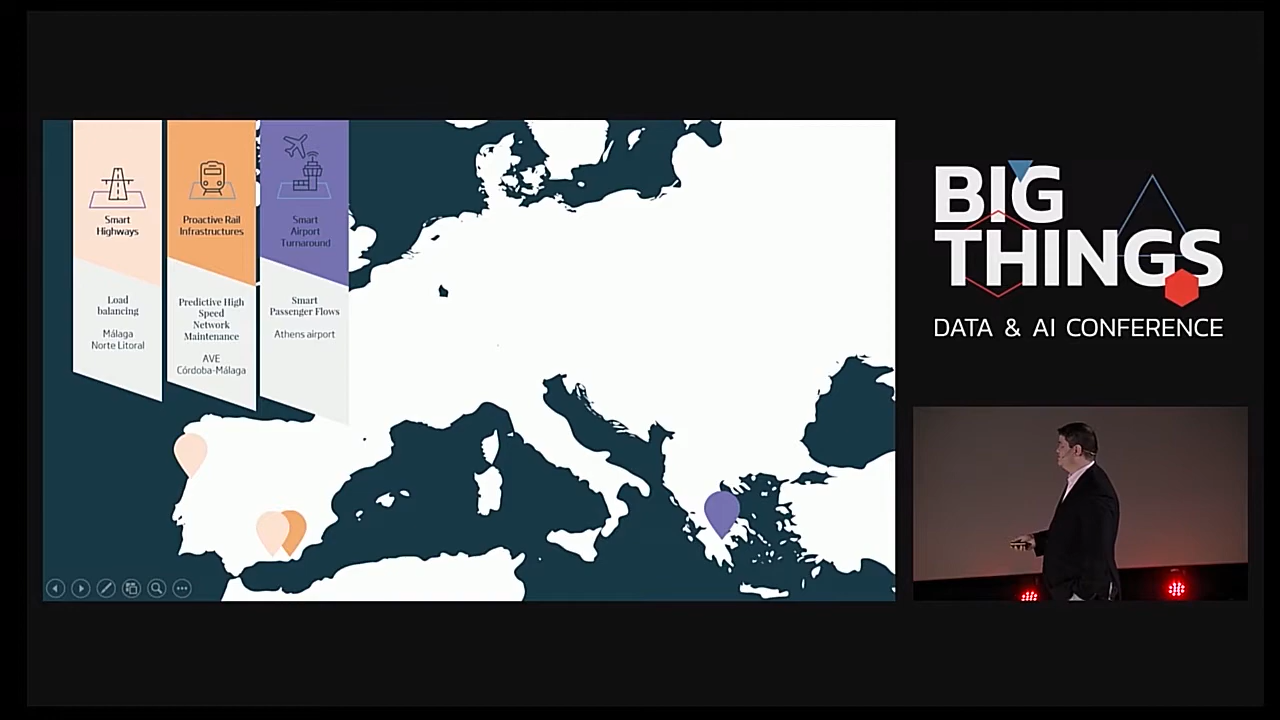 Smart
Highways
Load
balancing
Málaga
Norte Litoral
Proactive Rail
Infrastructures
Predictive High
Speed
Network
Maintenance
AVE
Córdoba-Málaga
Smart
Airport
Turnaround
Smart
Passenger Flows
Athens airport
BIG
THINGS
DATA & AI CONFERENCE